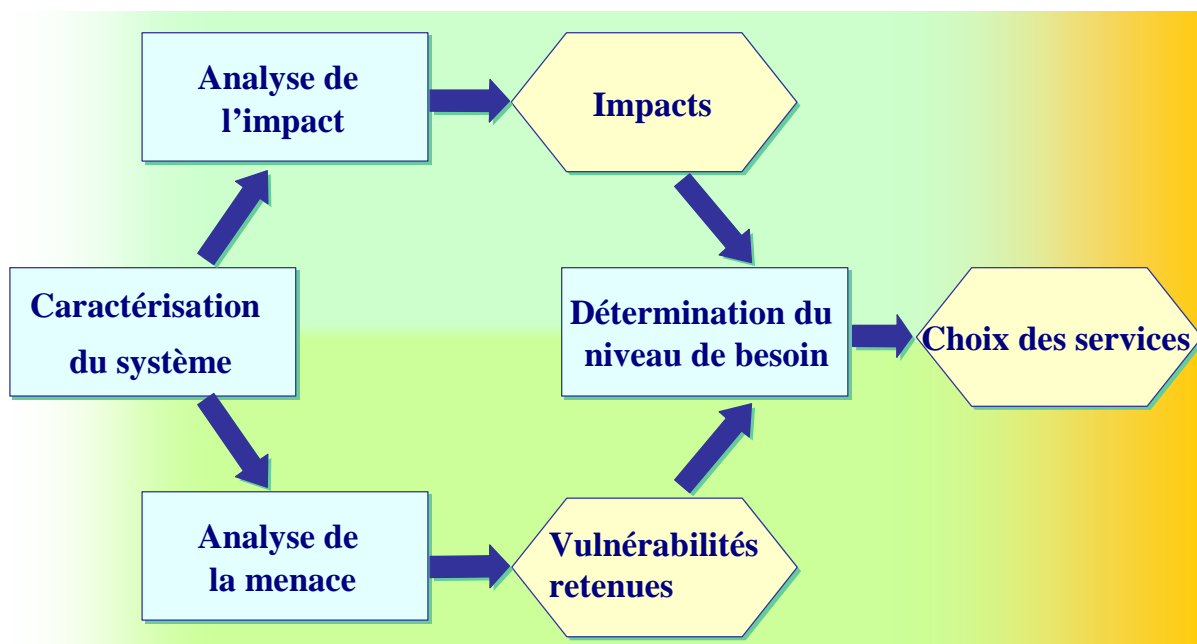 Analyse de
l’impact
Impacts
Caractérisation
du système
Détermination du
niveau de besoin
Choix des services
Analyse de
la menace
Vulnérabilités
retenues